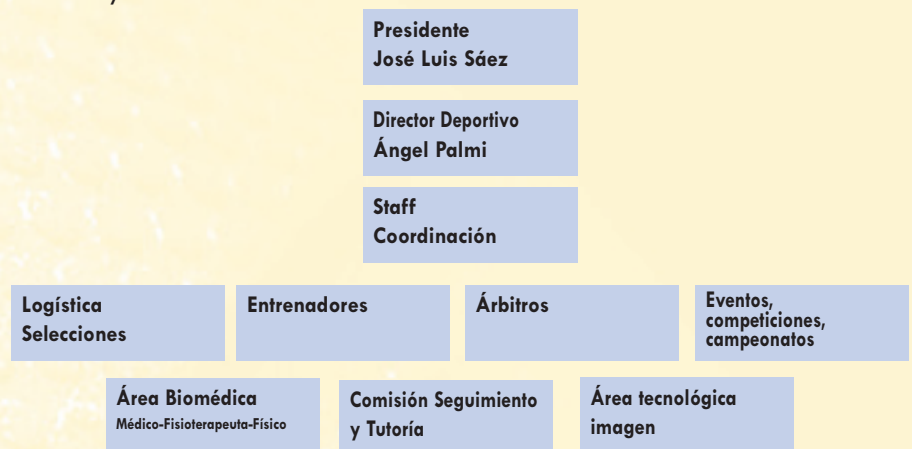 Presidente
José Luis Sáez
Director Deportivo
Ángel Palmi
Staff
Coordinación
Logística
Selecciones
Entrenadores
Árbitros
Eventos,
competiciones,
campeonatos
Área Biomédica
Médico-Fisioterapeuta-Físico
Comisión Seguimiento
y Tutoría
Área tecnológica
imagen